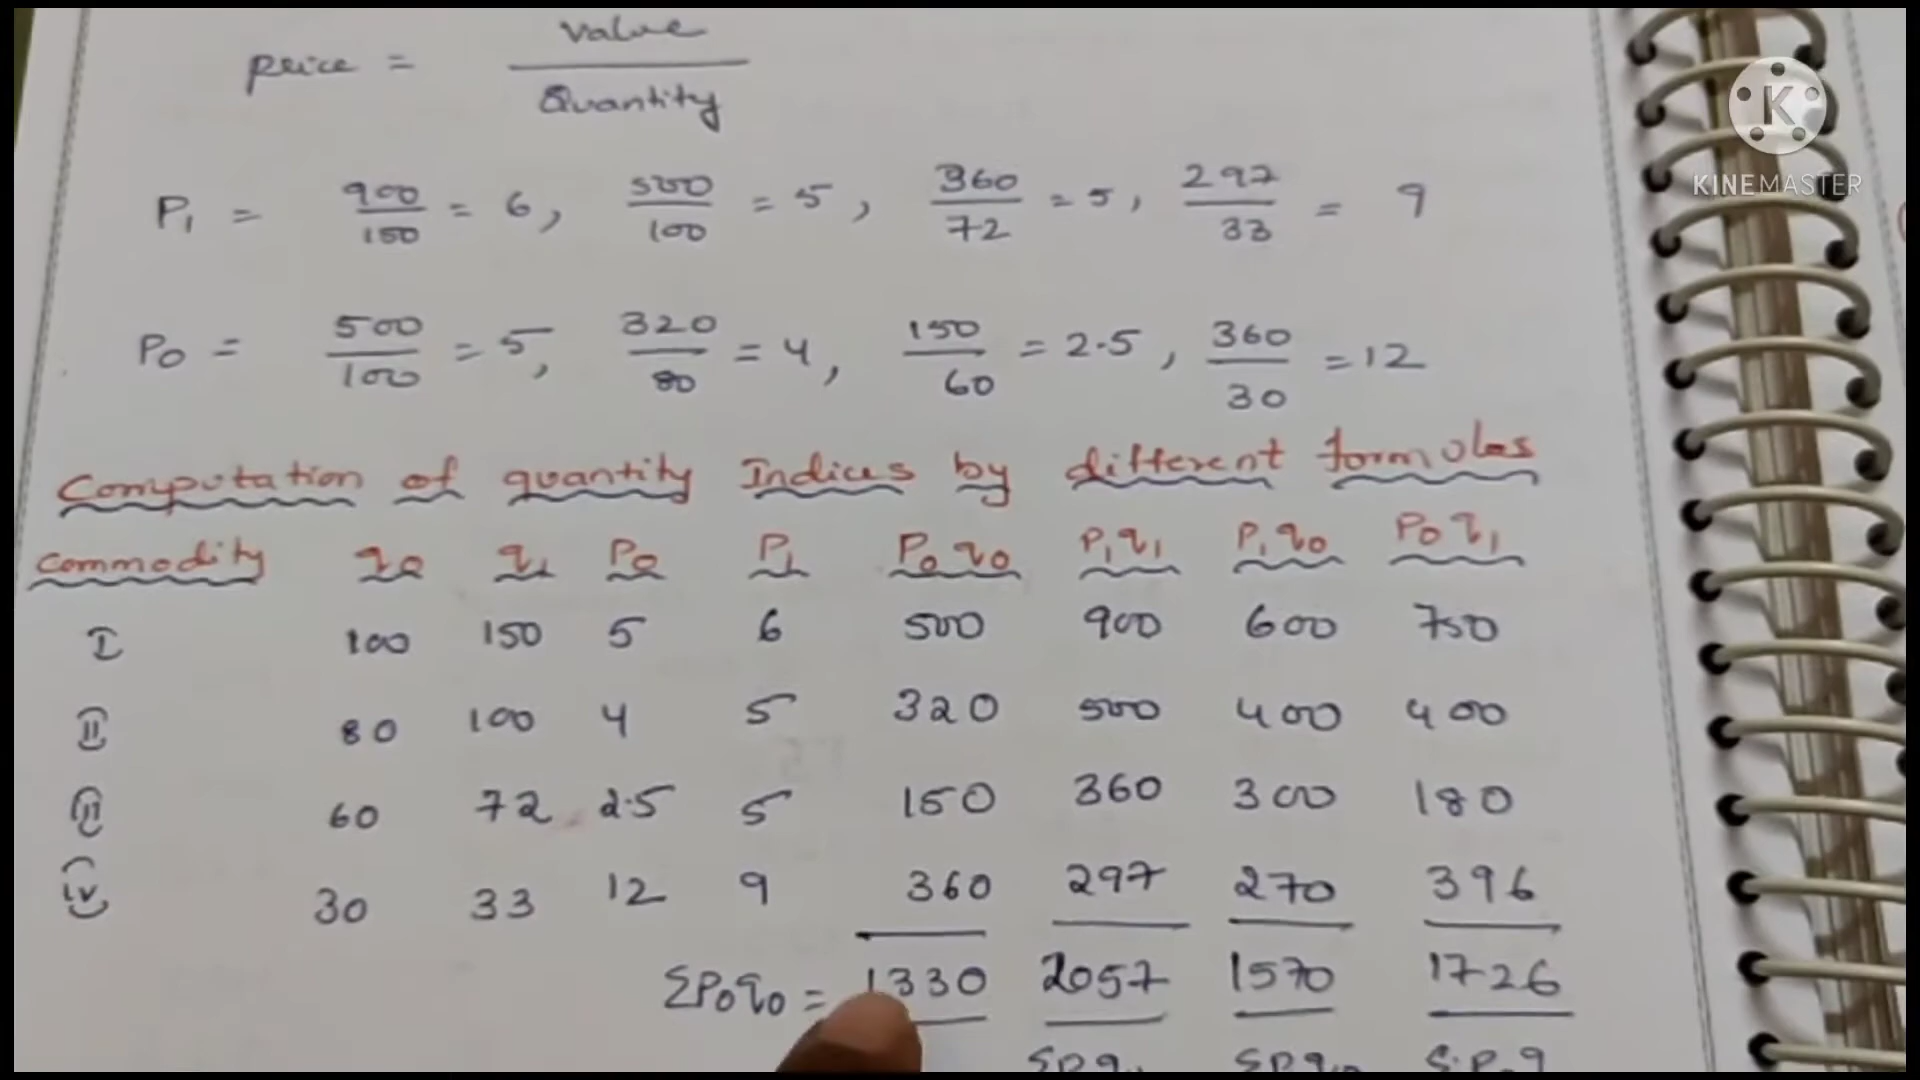 price = Value / Quantity
K
KINEMASTER
P₁ = 900/150 = 6, 500/100 = 5, 360/72 = 5, 297/33 = 9
P₀ = 500/100 = 5, 320/80 = 4, 150/60 = 2.5, 360/30 = 12
Computation of quantity Indices by different formulas
commodity q₀ q₁ P₀ P₁ P₀q₀ P₁q₁ P₁q₀ P₀q₁
I 100 150 5 6 500 900 600 750
II 80 100 4 5 320 500 400 400
III 60 72 2.5 5 150 360 300 180
IV 30 33 12 9 360 297 270 396
ΣP₀q₀ = 1330 2057 1570 1726